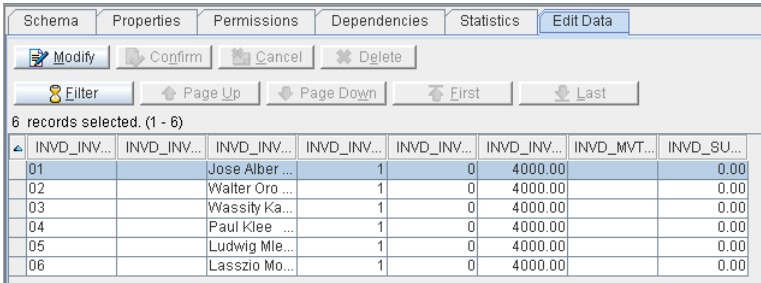 Schema Properties Permissions Dependencies Statistics Edit Data
Modify Confirm Cancel Delete
Filter Page Up Page Down First Last
6 records selected. (1 - 6)
INVD_INV... INVD_INV... INVD_INV... INVD_INV... INVD_INV... INVD_INV... INVD_MVT... INVD_SU...
01 Jose Alber ... 1 0 4000.00 0.00
02 Walter Oro ... 1 0 4000.00 0.00
03 Wassity Ka... 1 0 4000.00 0.00
04 Paul Klee ... 1 0 4000.00 0.00
05 Ludwig Mle... 1 0 4000.00 0.00
06 Lasszio Mo... 1 0 4000.00 0.00